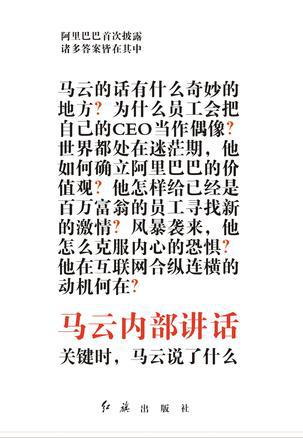 阿里巴巴首次披露
诸多答案皆在其中
马云的话有什么奇妙的
地方？为什么员工会把
自己的CEO当作偶像？
世界都处在迷茫期，他
如何确立阿里巴巴的价
值观？他怎样给已经是
百万富翁的员工寻找新
的激情？风暴袭来，他
怎么克服内心的恐惧？
他在互联网合纵连横的
动机何在？
马云内部讲话
关键时，马云说了什么
红旗出版社